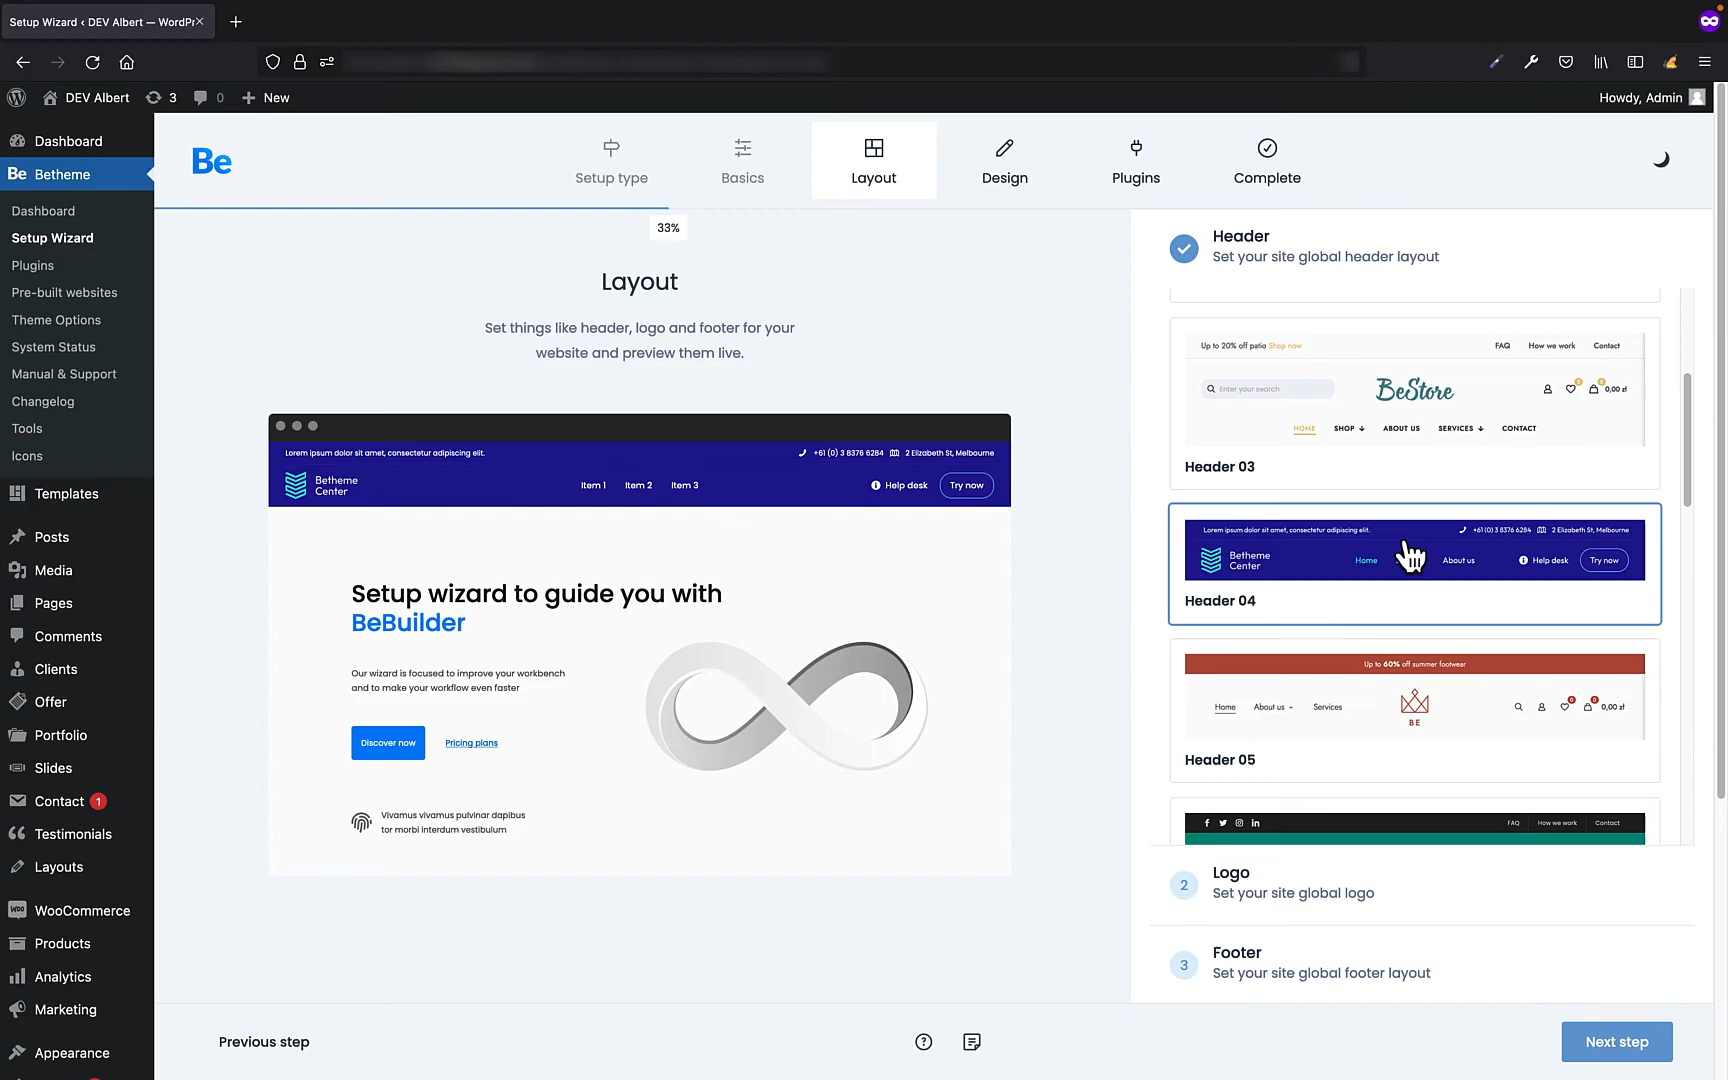 Setup Wizard ‹ DEV Albert — WordPr
DEV Albert
3
0
New
Howdy, Admin
Dashboard
Be Betheme
Dashboard
Setup Wizard
Plugins
Pre-built websites
Theme Options
System Status
Manual & Support
Changelog
Tools
Icons
Templates
Posts
Media
Pages
Comments
Clients
Offer
Portfolio
Slides
Contact 1
Testimonials
Layouts
WooCommerce
Products
Analytics
Marketing
Appearance
Be
Setup type
Basics
Layout
Design
Plugins
Complete
33%
Layout
Set things like header, logo and footer for your
website and preview them live.
Lorem ipsum dolor sit amet, consectetur adipiscing elit.
+61 (0) 3 8376 6284
2 Elizabeth St, Melbourne
Betheme
Center
Item 1
Item 2
Item 3
Help desk
Try now
Setup wizard to guide you with
BeBuilder
Our wizard is focused to improve your workbench
and to make your workflow even faster
Discover now
Pricing plans
Vivamus vivamus pulvinar dapibus
tor morbi interdum vestibulum
Header
Set your site global header layout
Up to 20% off patio Shop now
FAQ
How we work
Contact
Enter your search
BeStore
0
0
0,00 zł
HOME
SHOP
ABOUT US
SERVICES
CONTACT
Header 03
Lorem ipsum dolor sit amet, consectetur adipiscing elit.
+61 (0) 3 8376 6284
2 Elizabeth St, Melbourne
Betheme
Center
Home
About us
Help desk
Try now
Header 04
Up to 60% off summer footwear
Home
About us
Services
BE
0
0
0,00 zł
Header 05
FAQ
How we work
Contact
2
Logo
Set your site global logo
3
Footer
Set your site global footer layout
Previous step
Next step